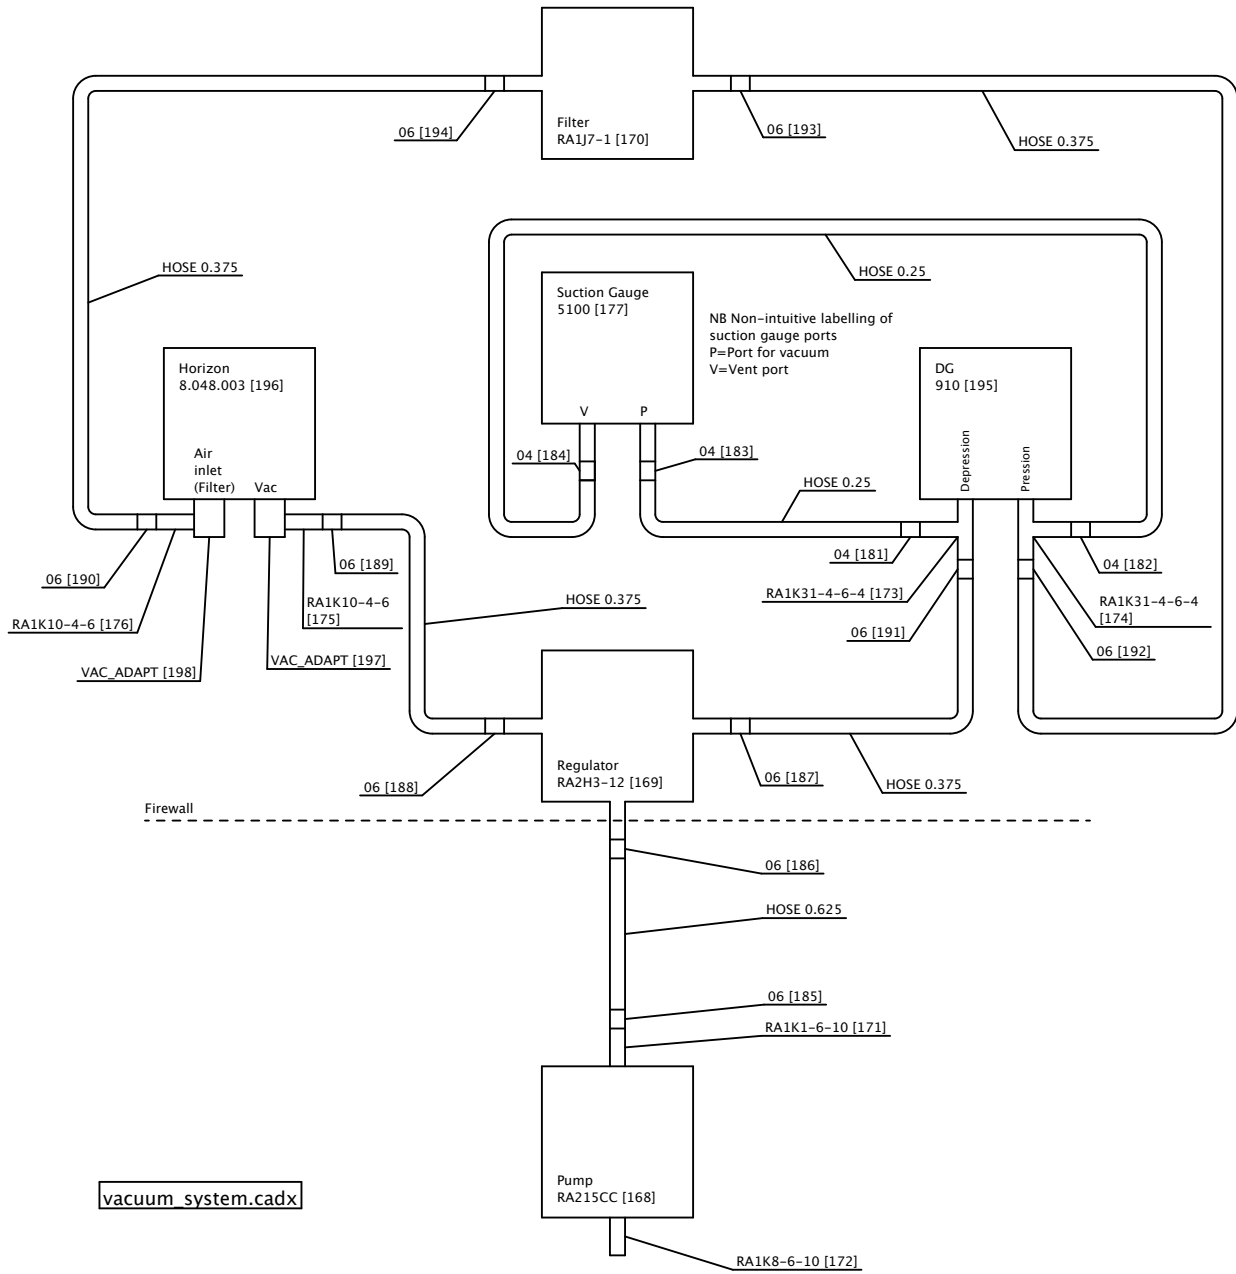 Filter
RA1J7-1 [170]
06 [194]
06 [193]
HOSE 0.375
HOSE 0.375
HOSE 0.25
Suction Gauge
5100 [177]
V
P
NB Non-intuitive labelling of
suction gauge ports
P=Port for vacuum
V=Vent port
Horizon
8.048.003 [196]
Air
inlet
(Filter)
Vac
DG
910 [195]
Depression
Pression
04 [184]
04 [183]
HOSE 0.25
04 [181]
04 [182]
06 [190]
06 [189]
RA1K10-4-6 [176]
RA1K10-4-6
[175]
HOSE 0.375
RA1K31-4-6-4 [173]
RA1K31-4-6-4
[174]
06 [191]
06 [192]
VAC_ADAPT [198]
VAC_ADAPT [197]
Regulator
RA2H3-12 [169]
06 [188]
06 [187]
HOSE 0.375
Firewall
06 [186]
HOSE 0.625
06 [185]
RA1K1-6-10 [171]
Pump
RA215CC [168]
vacuum_system.cadx
RA1K8-6-10 [172]